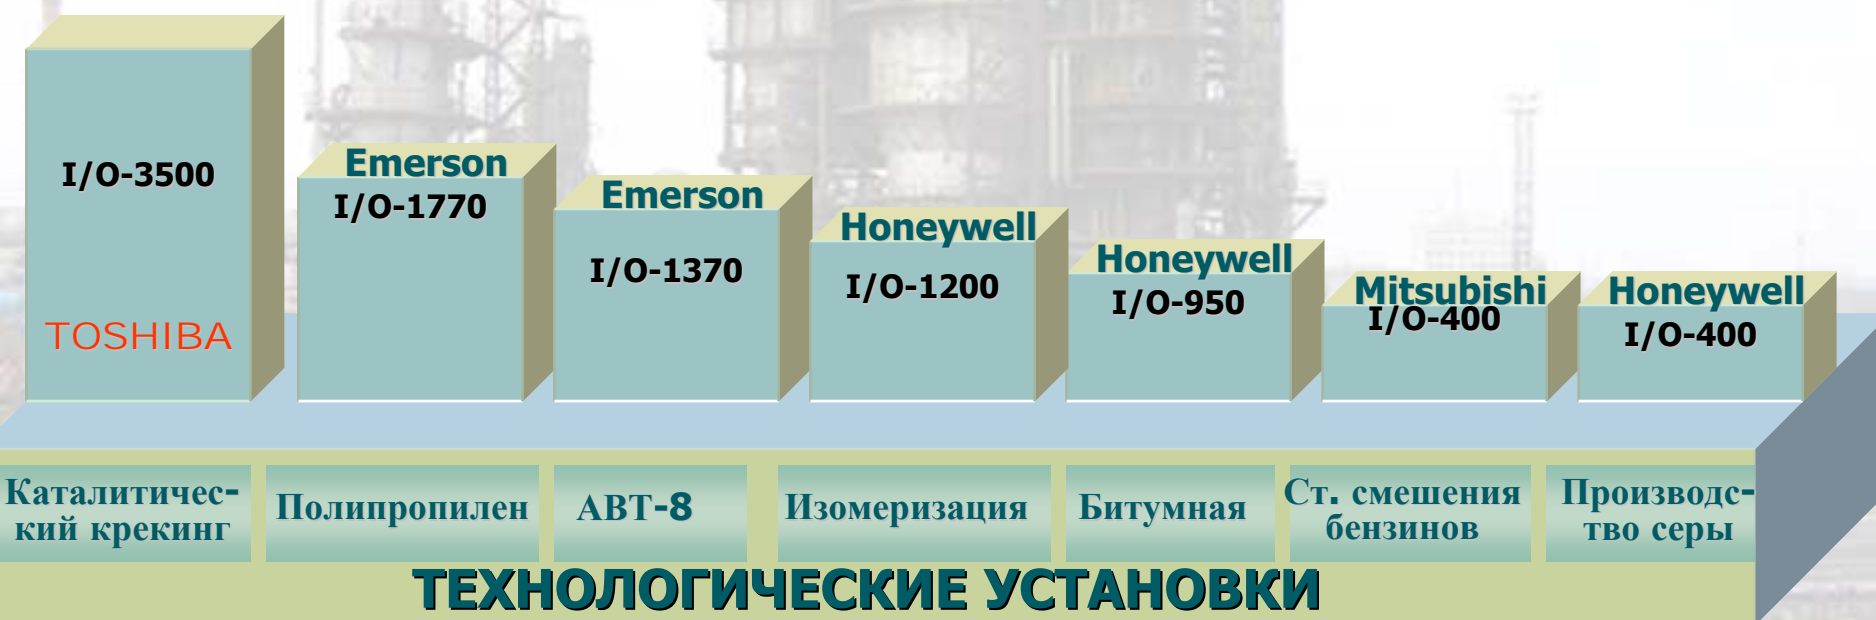 I/O-3500
TOSHIBA
Emerson
I/O-1770
Emerson
I/O-1370
Honeywell
I/O-1200
Honeywell
I/O-950
Mitsubishi
I/O-400
Honeywell
I/O-400
Каталитичес-
кий крекинг
Полипропилен
АВТ-8
Изомеризация
Битумная
Ст. смешения
бензинов
Производс-
тво серы
ТЕХНОЛОГИЧЕСКИЕ УСТАНОВКИ